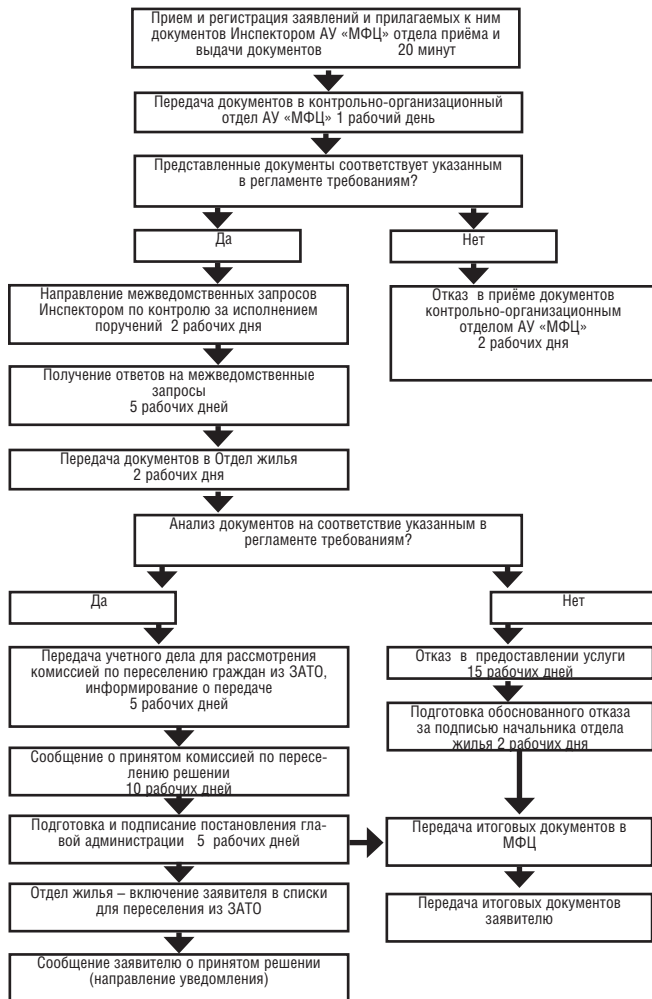 Прием и регистрация заявлений и прилагаемых к ним
документов Инспектором АУ «МФЦ» отдела приёма и
выдачи документов 20 минут
Передача документов в контрольно-организационный
отдел АУ «МФЦ» 1 рабочий день
Представленные документы соответствует указанным
в регламенте требованиям?
Да
Нет
Направление межведомственных запросов
Инспектором по контролю за исполнением
поручений 2 рабочих дня
Отказ в приёме документов
контрольно-организационным
отделом АУ «МФЦ»
2 рабочих дня
Получение ответов на межведомственные
запросы
5 рабочих дней
Передача документов в Отдел жилья
2 рабочих дня
Анализ документов на соответствие указанным в
регламенте требованиям?
Да
Нет
Передача учетного дела для рассмотрения
комиссией по переселению граждан из ЗАТО,
информирование о передаче
5 рабочих дней
Отказ в предоставлении услуги
15 рабочих дней
Подготовка обоснованного отказа
за подписью начальника отдела
жилья 2 рабочих дня
Сообщение о принятом комиссией по пересе-
лению решении
10 рабочих дней
Подготовка и подписание постановления гла-
вой администрации 5 рабочих дней
Передача итоговых документов в
МФЦ
Отдел жилья – включение заявителя в списки
для переселения из ЗАТО
Передача итоговых документов
заявителю
Сообщение заявителю о принятом решении
(направление уведомления)